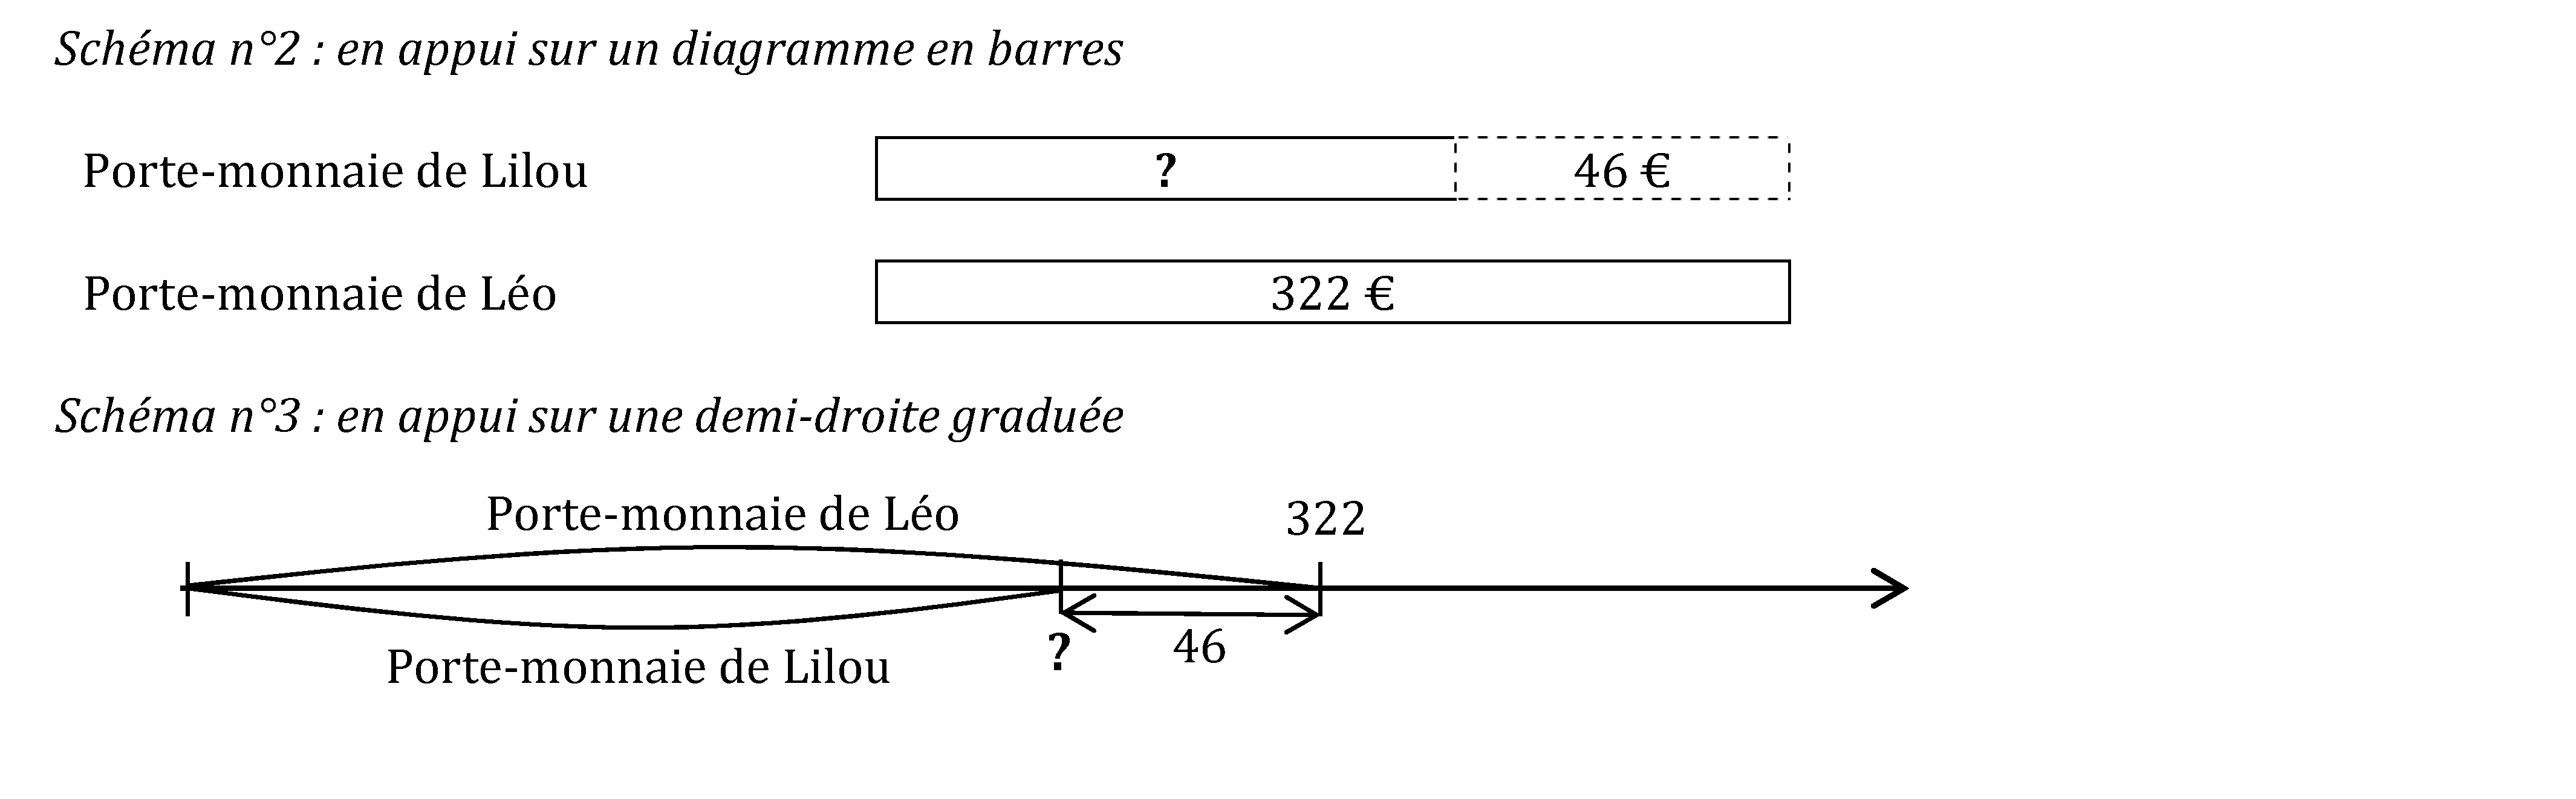 Schéma n°2 : en appui sur un diagramme en barres
Porte-monnaie de Lilou ? 46 €
Porte-monnaie de Léo 322 €
Schéma n°3 : en appui sur une demi-droite graduée
Porte-monnaie de Léo 322
Porte-monnaie de Lilou ? 46